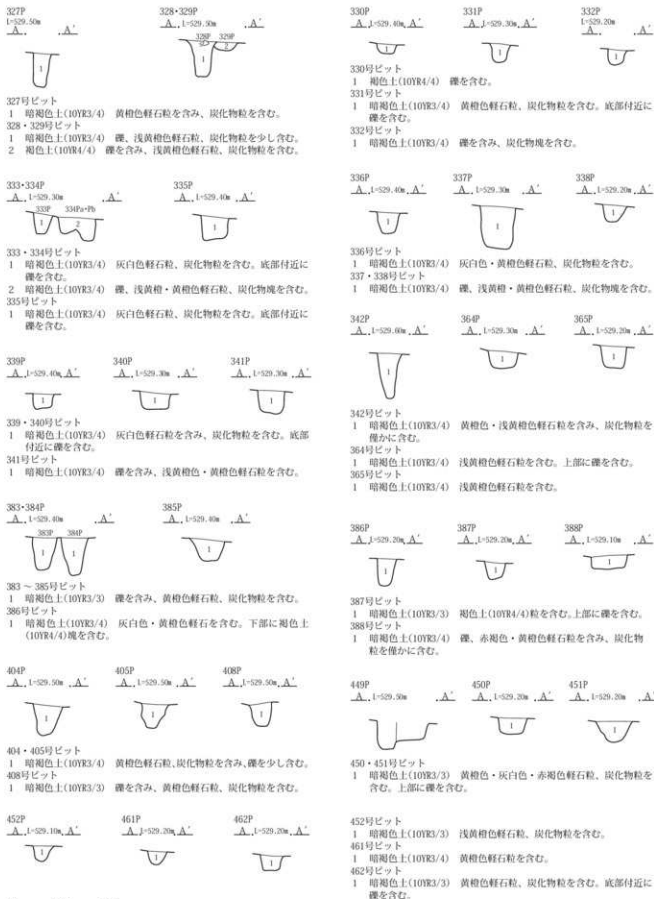 327P
L=529.50m
A A′
1
328・329P
A L=529.50m A′
328P 329P
1 2
327号ピット
1 暗褐色土(10YR3/4) 黄橙色軽石粒を含み、炭化物粒を含む。
328・329号ピット
1 暗褐色土(10YR3/4) 礫、浅黄橙色軽石粒、炭化物粒を少し含む。
2 褐色土(10YR4/4) 礫を含み、浅黄橙色軽石粒、炭化物粒を含む。
333・334P
A L=529.30m A′
333P 334Pa・Pb
1 2
335P
A L=529.40m A′
1
333・334号ピット
1 暗褐色土(10YR3/4) 灰白色軽石粒、炭化物粒を含む。底部付近に
礫を含む。
2 暗褐色土(10YR3/4) 礫、浅黄橙・黄橙色軽石粒、炭化物塊を含む。
335号ピット
1 暗褐色土(10YR3/4) 灰白色軽石粒、炭化物粒を含む。底部付近に
礫を含む。
339P 340P 341P
A L=529.40m A′ A L=529.30m A′ A L=529.30m A′
1 1 1
339・340号ピット
1 暗褐色土(10YR3/4) 灰白色軽石粒を含み、炭化物粒を含む。底部
付近に礫を含む。
341号ピット
1 暗褐色土(10YR3/4) 礫を含み、浅黄橙色・黄橙色軽石粒を含む。
383・384P 385P
A L=529.40m A′ A L=529.40m A′
383P 384P
1 1 1
383～385号ピット
1 暗褐色土(10YR3/3) 礫を含み、黄橙色軽石粒、炭化物粒を含む。
386号ピット
1 暗褐色土(10YR3/4) 灰白色・黄橙色軽石を含む。下部に褐色土
(10YR4/4)塊を含む。
404P 405P 408P
A L=529.50m A′ A L=529.50m A′ A L=529.50m A′
1 1 1
404・405号ピット
1 暗褐色土(10YR3/4) 黄橙色軽石粒、炭化物粒を含み、礫を少し含む。
408号ピット
1 暗褐色土(10YR3/3) 礫を含み、黄橙色軽石粒、炭化物粒を含む。
452P 461P 462P
A L=529.10m A′ A L=529.20m A′ A L=529.20m A′
1 1 1
330P 331P 332P
A L=529.40m A′ A L=529.30m A′ A L=529.20m A′
1 1 1
330号ピット
1 褐色土(10YR4/4) 礫を含む。
331号ピット
1 暗褐色土(10YR3/4) 黄橙色軽石粒、炭化物粒を含む。底部付近に
礫を含む。
332号ピット
1 暗褐色土(10YR3/4) 礫を含み、炭化物塊を含む。
336P 337P 338P
A L=529.40m A′ A L=529.30m A′ A L=529.20m A′
1 1 1
336号ピット
1 暗褐色土(10YR3/4) 灰白色・黄橙色軽石粒、炭化物粒を含む。
337・338号ピット
1 暗褐色土(10YR3/4) 礫、浅黄橙・黄橙色軽石粒、炭化物塊を含む。
342P 364P 365P
A L=529.60m A′ A L=529.30m A′ A L=529.20m A′
1 1 1
342号ピット
1 暗褐色土(10YR3/4) 黄橙色・浅黄橙色軽石粒を含み、炭化物粒を
僅かに含む。
364号ピット
1 暗褐色土(10YR3/4) 浅黄橙色軽石粒を含む。上部に礫を含む。
365号ピット
1 暗褐色土(10YR3/4) 浅黄橙色軽石粒を含む。
386P 387P 388P
A L=529.20m A′ A L=529.20m A′ A L=529.10m A′
1 1 1
387号ピット
1 暗褐色土(10YR3/3) 褐色土(10YR4/4)粒を含む。上部に礫を含む。
388号ピット
1 暗褐色土(10YR3/4) 礫、赤褐色・黄橙色軽石粒を含み、炭化物
粒を僅かに含む。
449P 450P 451P
A L=529.50m A′ A L=529.20m A′ A L=529.20m A′
1 1 1
450・451号ピット
1 暗褐色土(10YR3/3) 黄橙色・灰白色・赤褐色軽石粒、炭化物粒を
含む。上部に礫を含む。
452号ピット
1 暗褐色土(10YR3/3) 浅黄橙色軽石粒、炭化物粒を含む。
461号ピット
1 暗褐色土(10YR3/4) 黄橙色軽石粒を含む。
462号ピット
1 暗褐色土(10YR3/3) 黄橙色軽石粒、炭化物粒を含む。底部付近に
礫を含む。